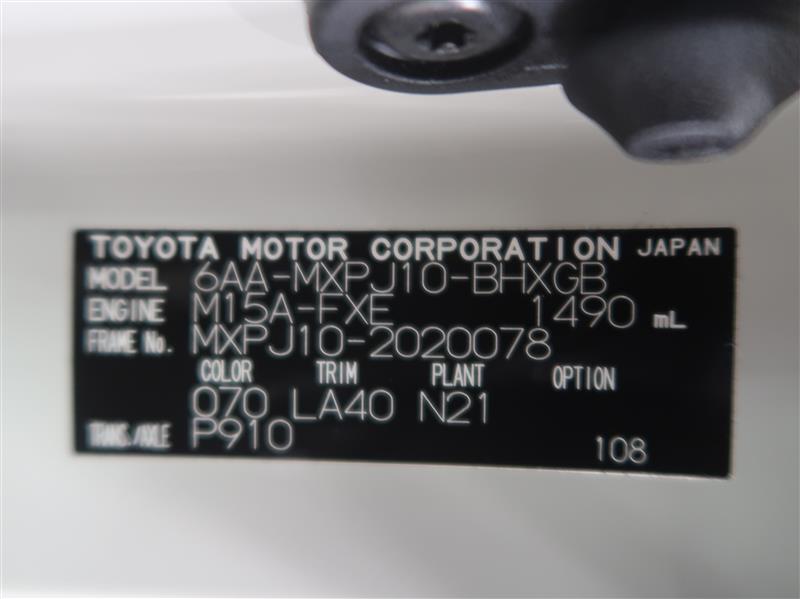 TOYOTA MOTOR CORPORATION JAPAN
MODEL 6AA-MXPJ10-BHXGB
ENGINE M15A-FXE 1490 mL
FRAME No. MXPJ10-2020078
COLOR TRIM PLANT OPTION
070 LA40 N21
TRANS./AXLE P910
108